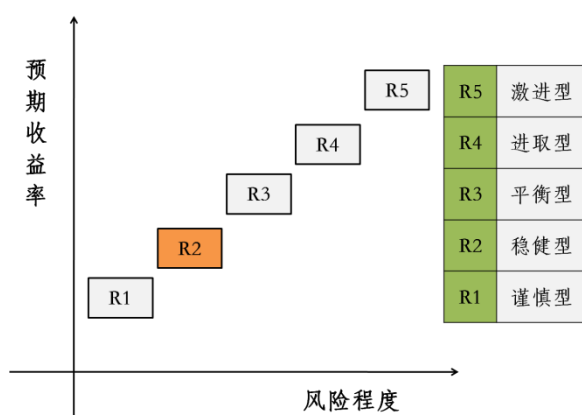 预期收益率
R5
R4
R3
R2
R1
风险程度
R5 激进型
R4 进取型
R3 平衡型
R2 稳健型
R1 谨慎型